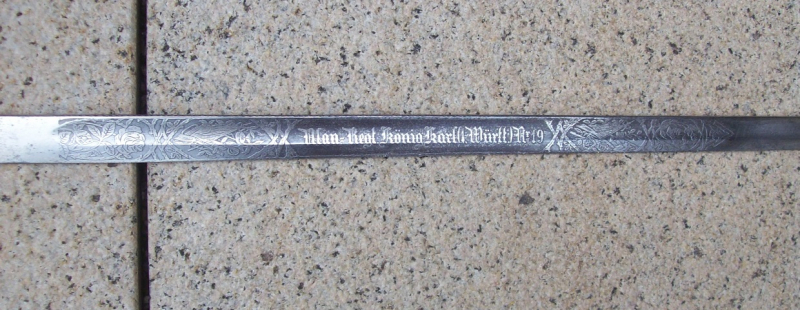 Ulan-Regt König Karl (1. Württ) Nr 19